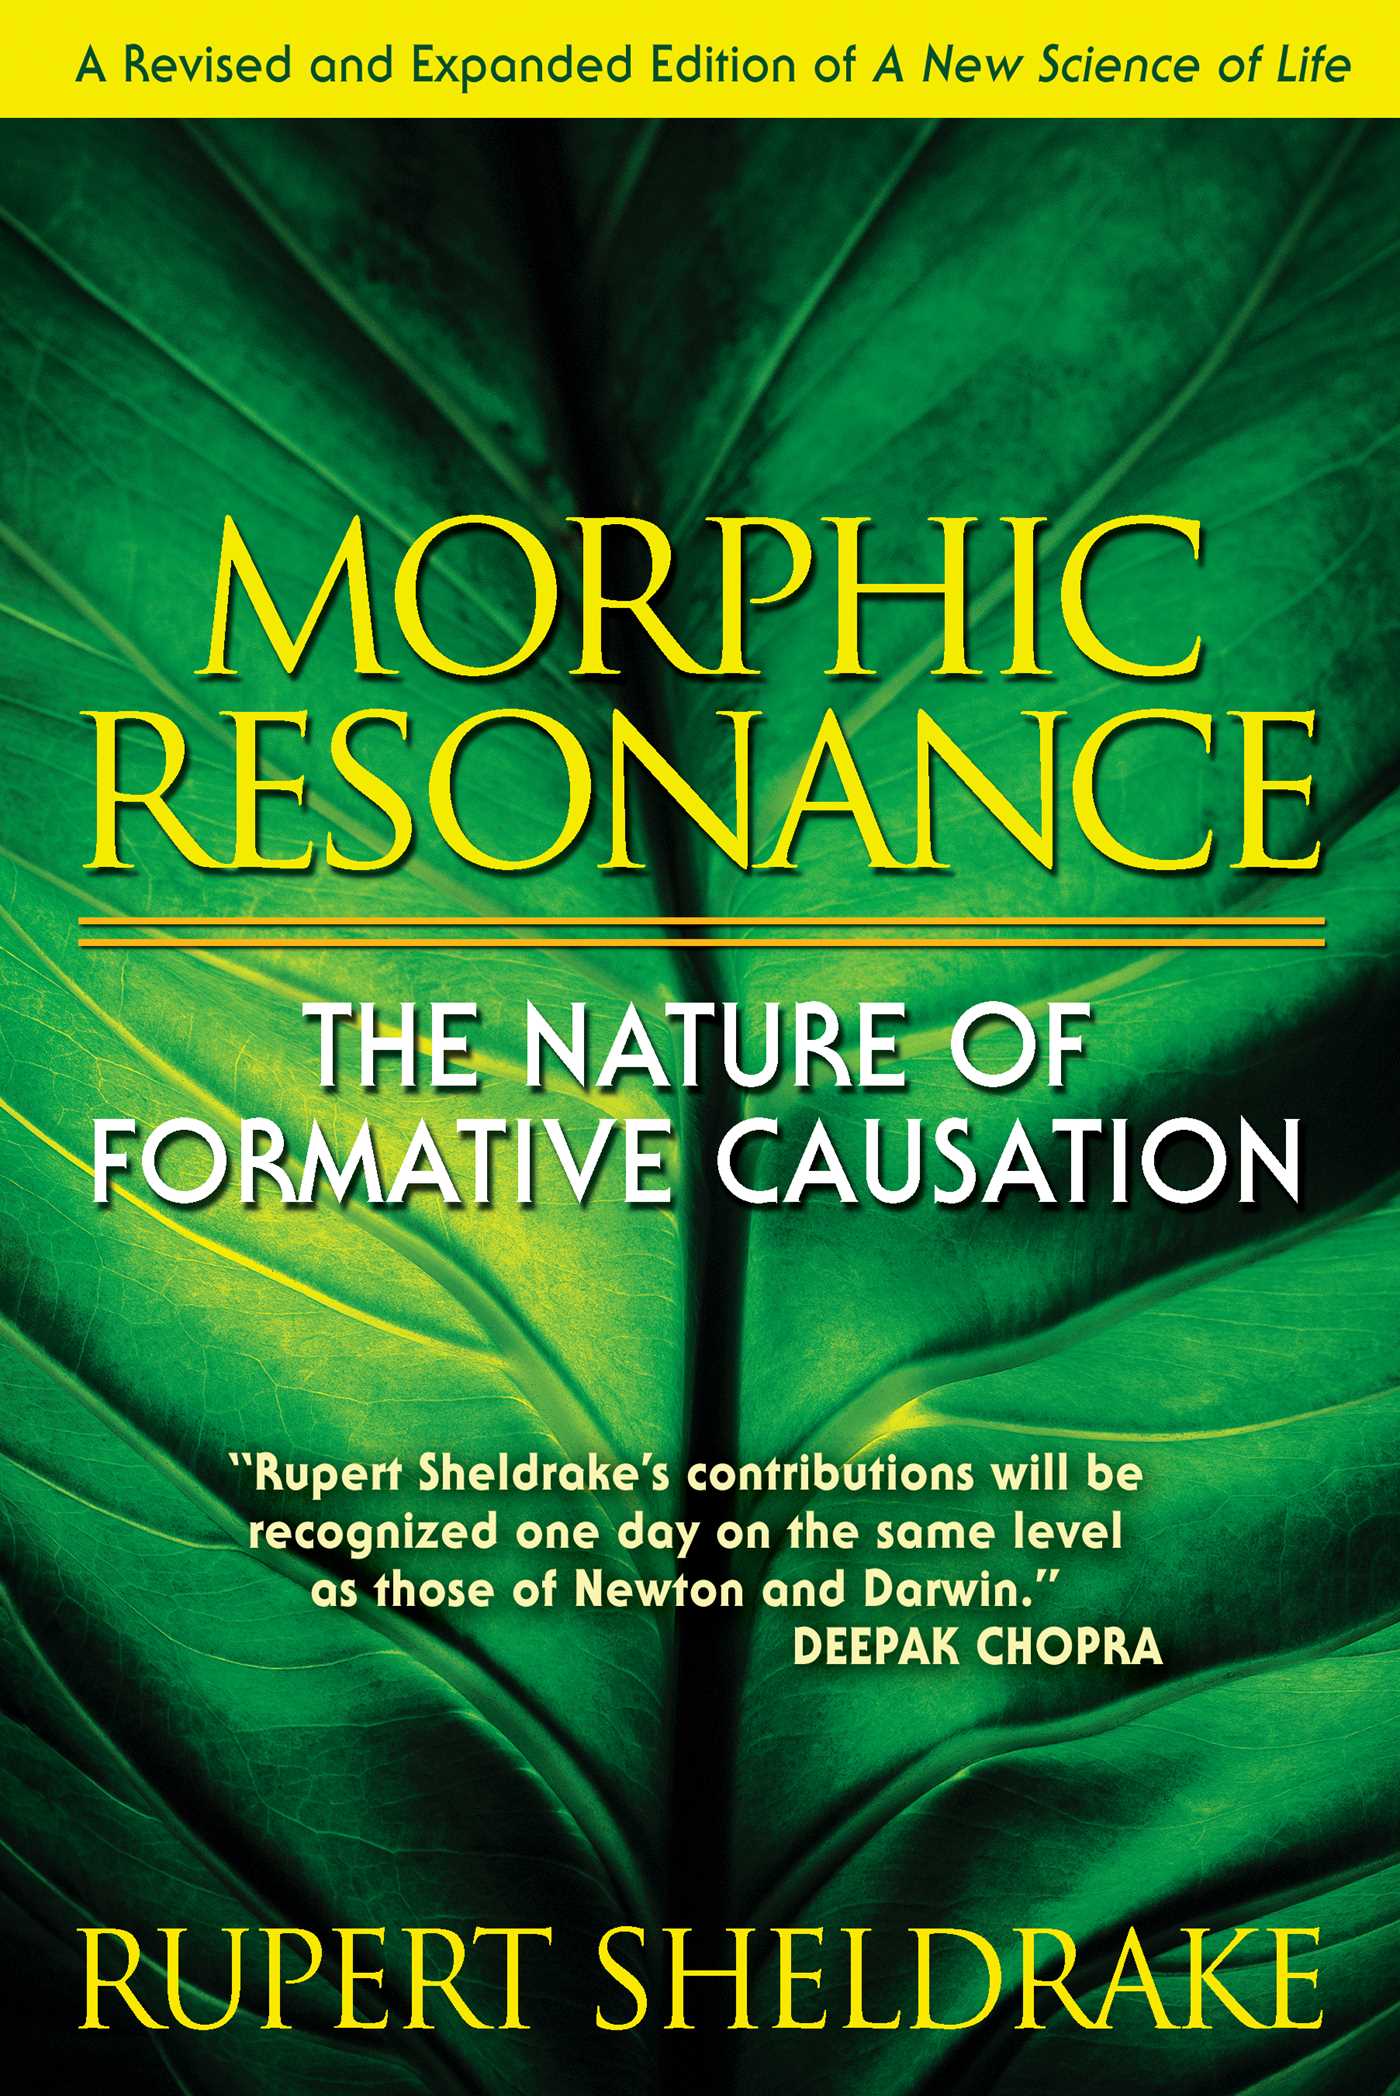 A Revised and Expanded Edition of A New Science of Life
MORPHIC
RESONANCE
THE NATURE OF
FORMATIVE CAUSATION
“Rupert Sheldrake’s contributions will be
recognized one day on the same level
as those of Newton and Darwin.”
DEEPAK CHOPRA
RUPERT SHELDRAKE